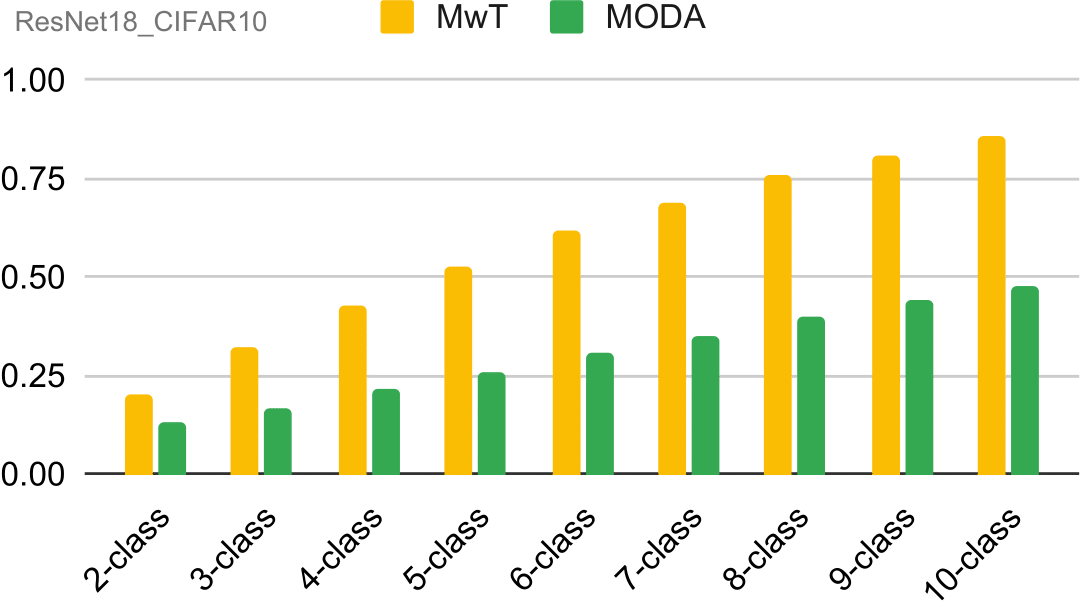 ResNet18_CIFAR10
MwT
MODA
1.00
0.75
0.50
0.25
0.00
2-class
3-class
4-class
5-class
6-class
7-class
8-class
9-class
10-class